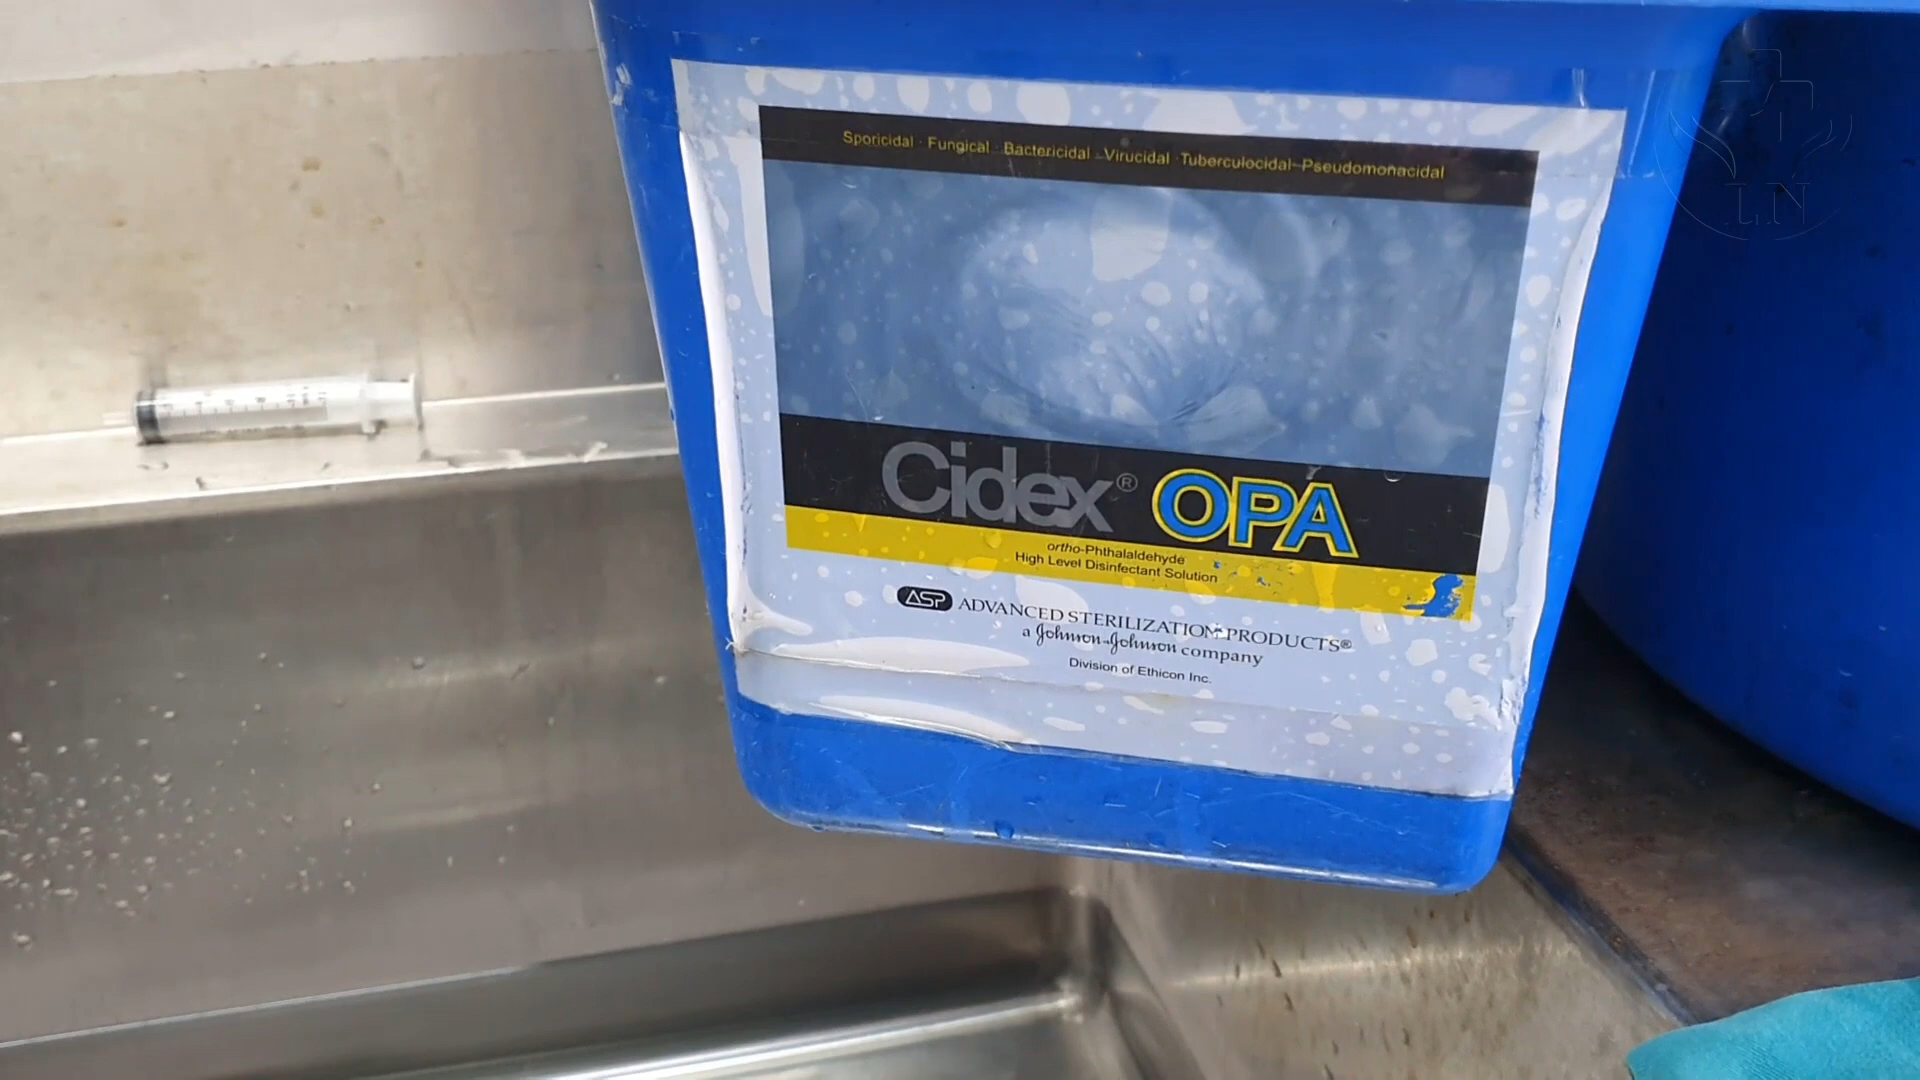 Sporicidal · Fungical · Bactericidal - Virucidal · Tuberculocidal - Pseudomonacidal
Cidex® OPA
ortho-Phthalaldehyde
High Level Disinfectant Solution
ASP ADVANCED STERILIZATION PRODUCTS®
a Johnson-Johnson company
Division of Ethicon Inc.
LN